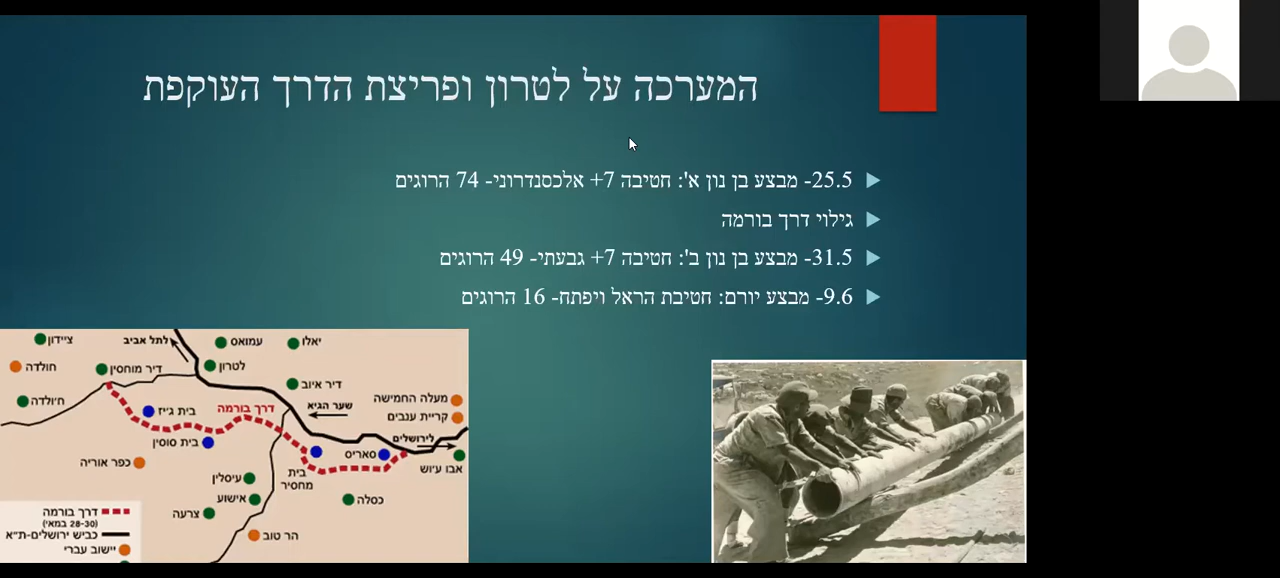 המערכה על לטרון ופריצת הדרך העוקפת
25.5- מבצע בן נון א': חטיבה 7+ אלכסנדרוני- 74 הרוגים
גילוי דרך בורמה
31.5- מבצע בן נון ב': חטיבה 7+ גבעתי- 49 הרוגים
9.6- מבצע יורם: חטיבת הראל ויפתח- 16 הרוגים
יאלו
עמואס
לתל אביב
ציידון
לטרון
דיר מוחסין
חולדה
דיר איוב
מעלה החמישה
ח'ולדה
שער הגיא
דרך בורמה
בית ג'יז
קריית ענבים
לירושלים
בית סוסין
סאריס
אבו ע'וש
כפר אוריה
בית
מחסיר
עיסלין
אישוע
כסלה
צרעה
הר טוב
דרך בורמה
(28-30 במאי)
כביש ירושלים-ת"א
יישוב עברי